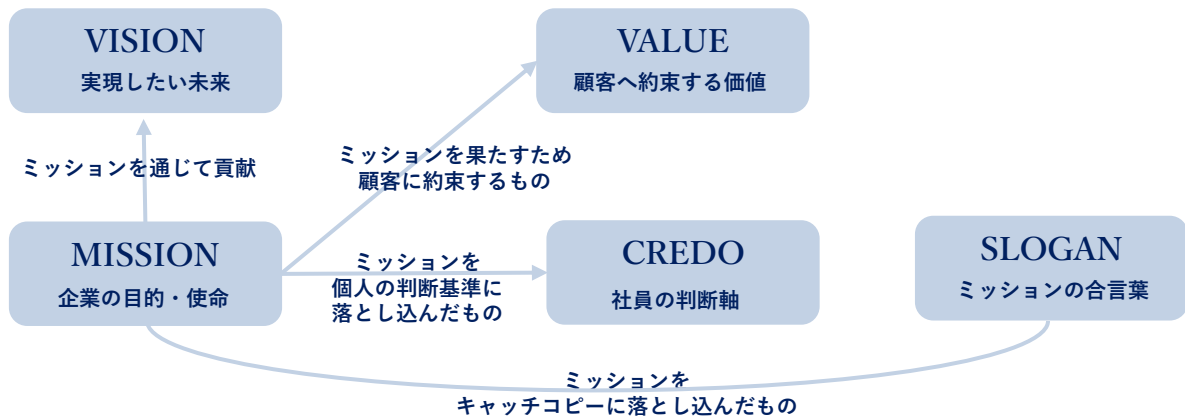 VISION
実現したい未来
VALUE
顧客へ約束する価値
ミッションを通じて貢献
ミッションを果たすため
顧客に約束するもの
MISSION
企業の目的・使命
ミッションを
個人の判断基準に
落とし込んだもの
CREDO
社員の判断軸
SLOGAN
ミッションの合言葉
ミッションを
キャッチコピーに落とし込んだもの